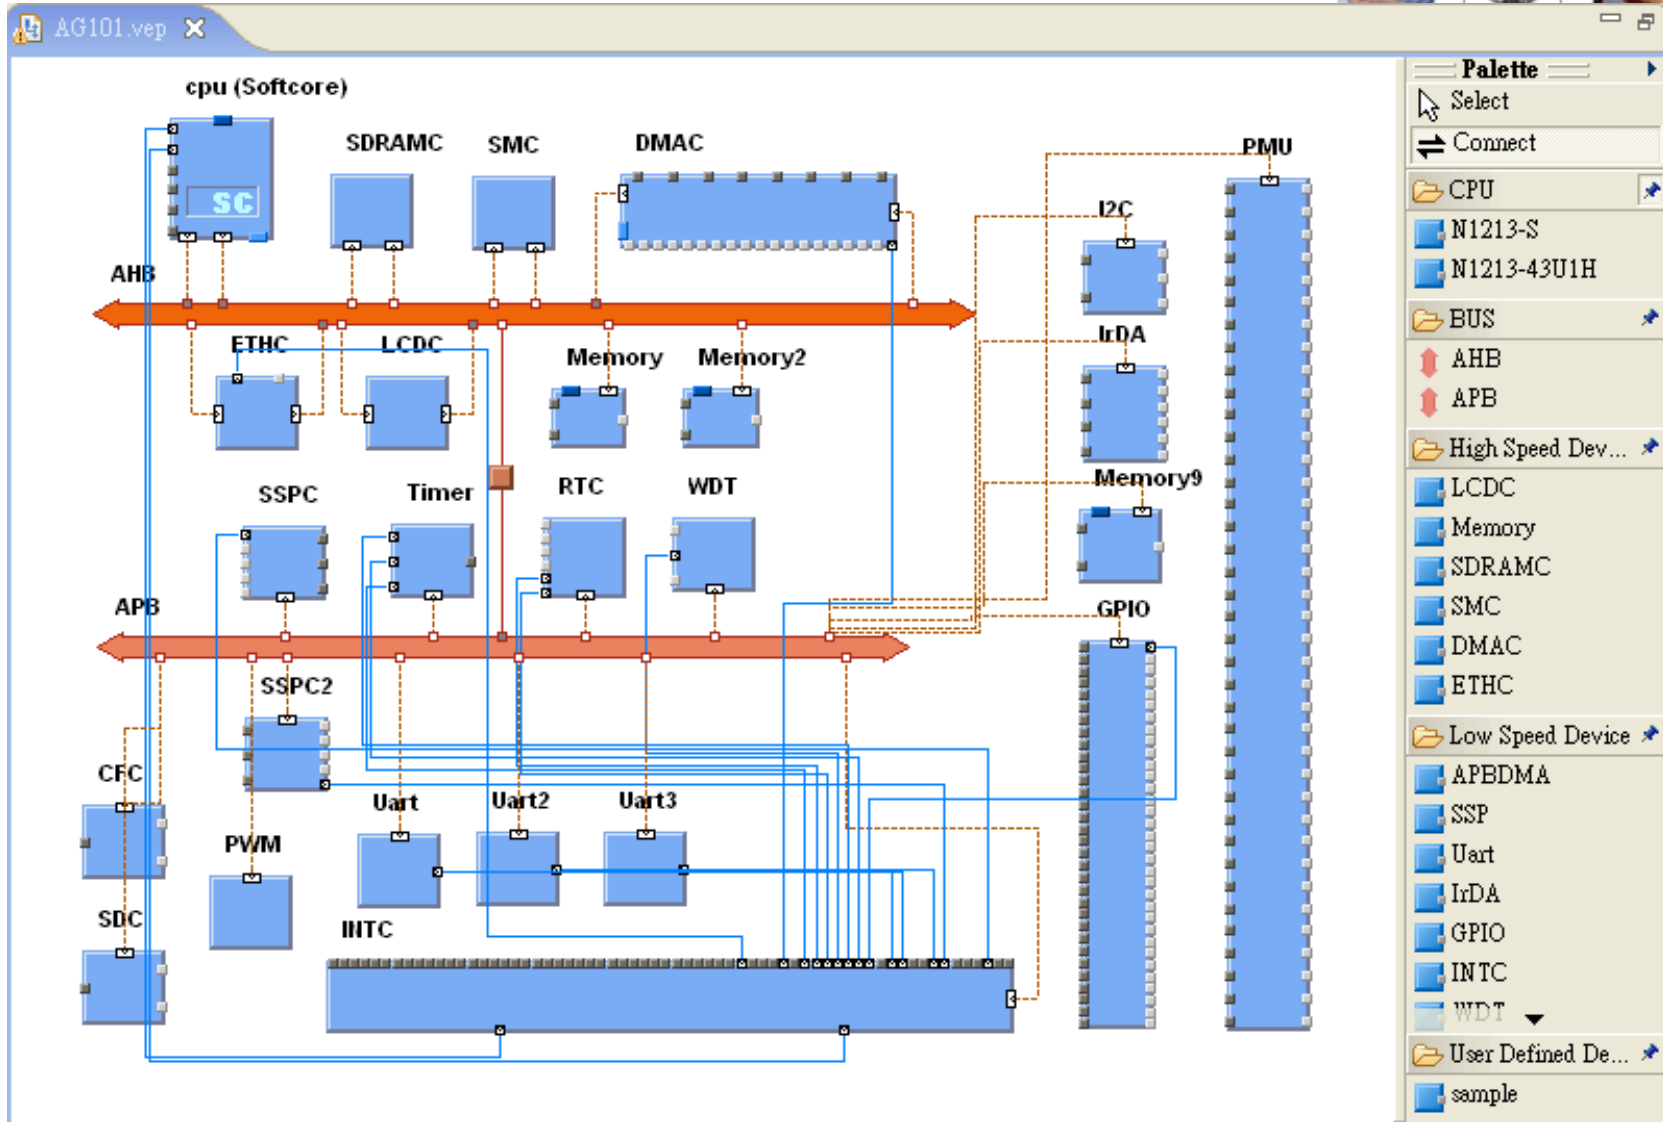 AG101.vep
cpu (Softcore)
SC
SDRAMC
SMC
DMAC
PMU
I2C
AHB
IrDA
ETHC
LCDC
Memory
Memory2
Memory9
SSPC
Timer
RTC
WDT
APB
GPIO
SSPC2
CFC
Uart
Uart2
Uart3
PWM
SDC
INTC
Palette
Select
Connect
CPU
N1213-S
N1213-43U1H
BUS
AHB
APB
High Speed Dev...
LCDC
Memory
SDRAMC
SMC
DMAC
ETHC
Low Speed Device
APBDMA
SSP
Uart
IrDA
GPIO
INTC
WDT
User Defined De...
sample